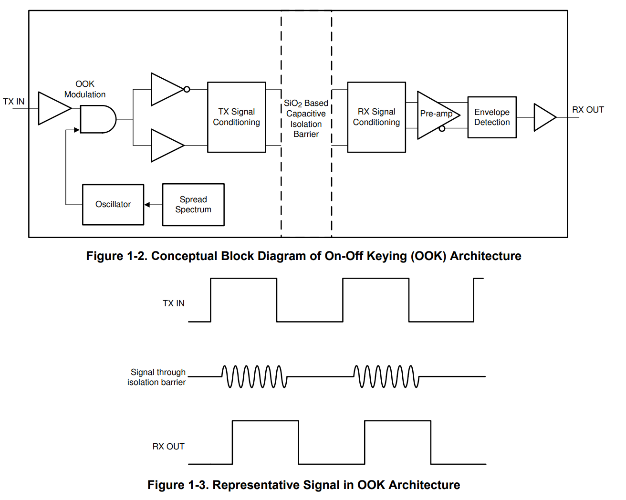 OOK
Modulation
TX IN
TX Signal
Conditioning
SiO2 Based
Capacitive
Isolation
Barrier
RX Signal
Conditioning
Pre-amp
Envelope
Detection
RX OUT
Oscillator
Spread
Spectrum
Figure 1-2. Conceptual Block Diagram of On-Off Keying (OOK) Architecture
TX IN
Signal through
isolation barrier
RX OUT
Figure 1-3. Representative Signal in OOK Architecture